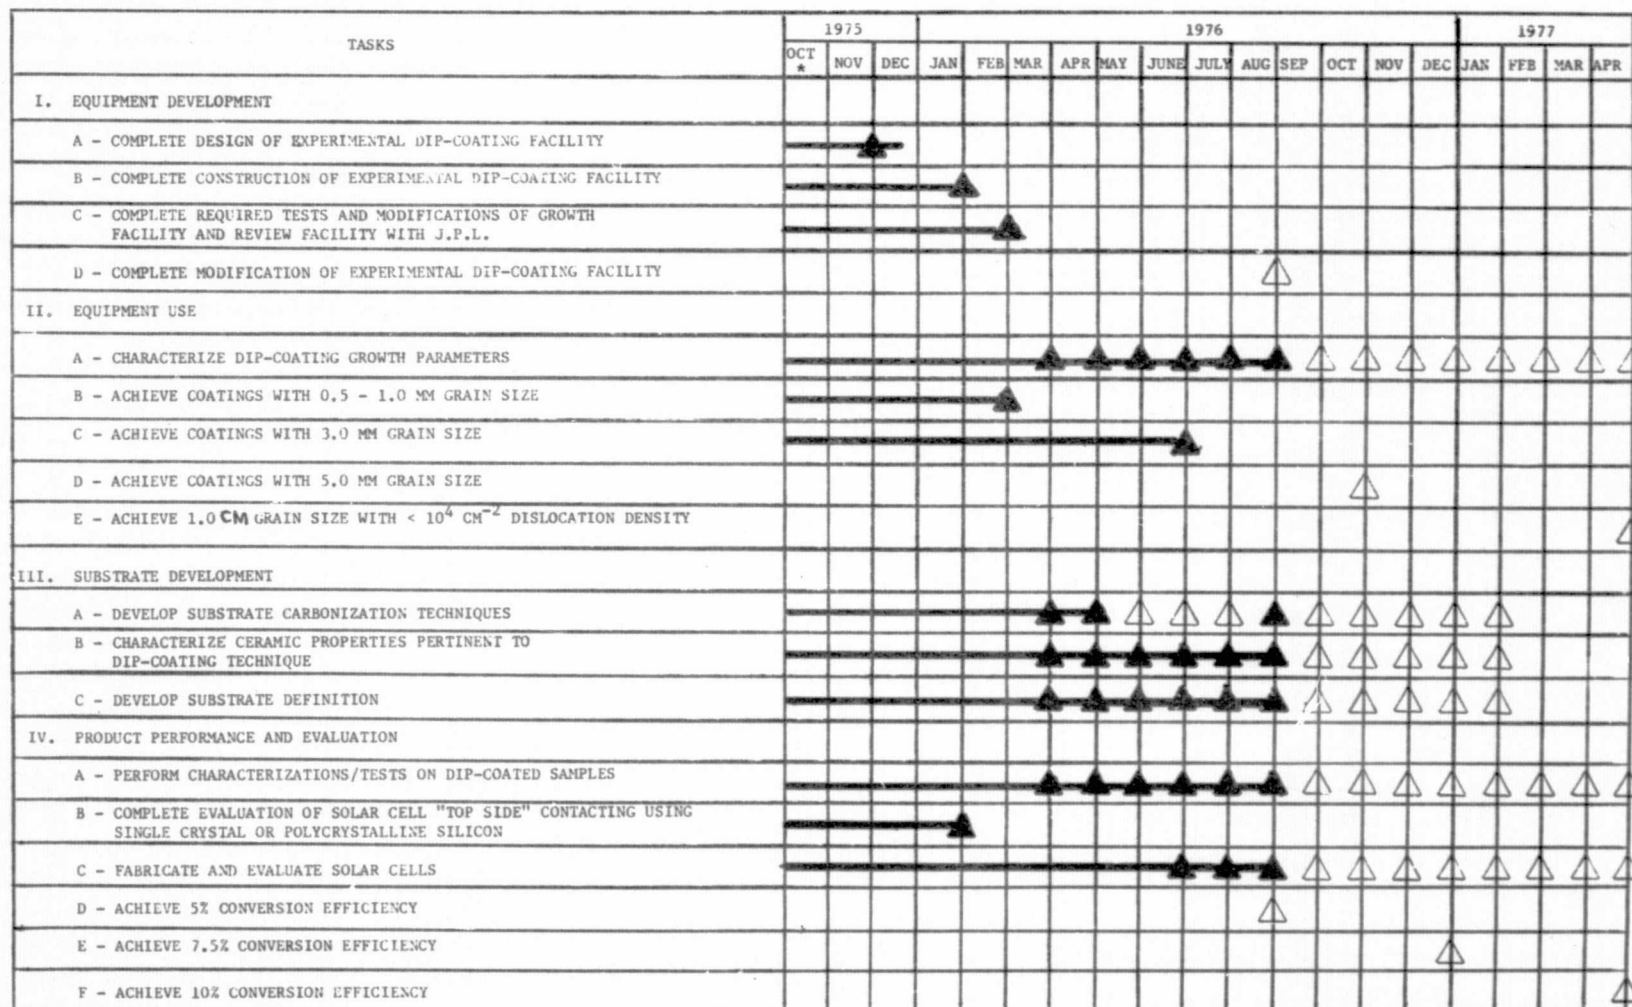 TASKS
1975 1976 1977
OCT NOV DEC JAN FEB MAR APR MAY JUNE JULY AUG SEP OCT NOV DEC JAN FFB MAR APR
*
I. EQUIPMENT DEVELOPMENT
A - COMPLETE DESIGN OF EXPERIMENTAL DIP-COATING FACILITY
B - COMPLETE CONSTRUCTION OF EXPERIMENTAL DIP-COATING FACILITY
C - COMPLETE REQUIRED TESTS AND MODIFICATIONS OF GROWTH
FACILITY AND REVIEW FACILITY WITH J.P.L.
D - COMPLETE MODIFICATION OF EXPERIMENTAL DIP-COATING FACILITY
II. EQUIPMENT USE
A - CHARACTERIZE DIP-COATING GROWTH PARAMETERS
B - ACHIEVE COATINGS WITH 0.5 - 1.0 MM GRAIN SIZE
C - ACHIEVE COATINGS WITH 3.0 MM GRAIN SIZE
D - ACHIEVE COATINGS WITH 5.0 MM GRAIN SIZE
E - ACHIEVE 1.0 CM GRAIN SIZE WITH < 10⁴ CM⁻² DISLOCATION DENSITY
III. SUBSTRATE DEVELOPMENT
A - DEVELOP SUBSTRATE CARBONIZATION TECHNIQUES
B - CHARACTERIZE CERAMIC PROPERTIES PERTINENT TO
DIP-COATING TECHNIQUE
C - DEVELOP SUBSTRATE DEFINITION
IV. PRODUCT PERFORMANCE AND EVALUATION
A - PERFORM CHARACTERIZATIONS/TESTS ON DIP-COATED SAMPLES
B - COMPLETE EVALUATION OF SOLAR CELL "TOP SIDE" CONTACTING USING
SINGLE CRYSTAL OR POLYCRYSTALLINE SILICON
C - FABRICATE AND EVALUATE SOLAR CELLS
D - ACHIEVE 5% CONVERSION EFFICIENCY
E - ACHIEVE 7.5% CONVERSION EFFICIENCY
F - ACHIEVE 10% CONVERSION EFFICIENCY